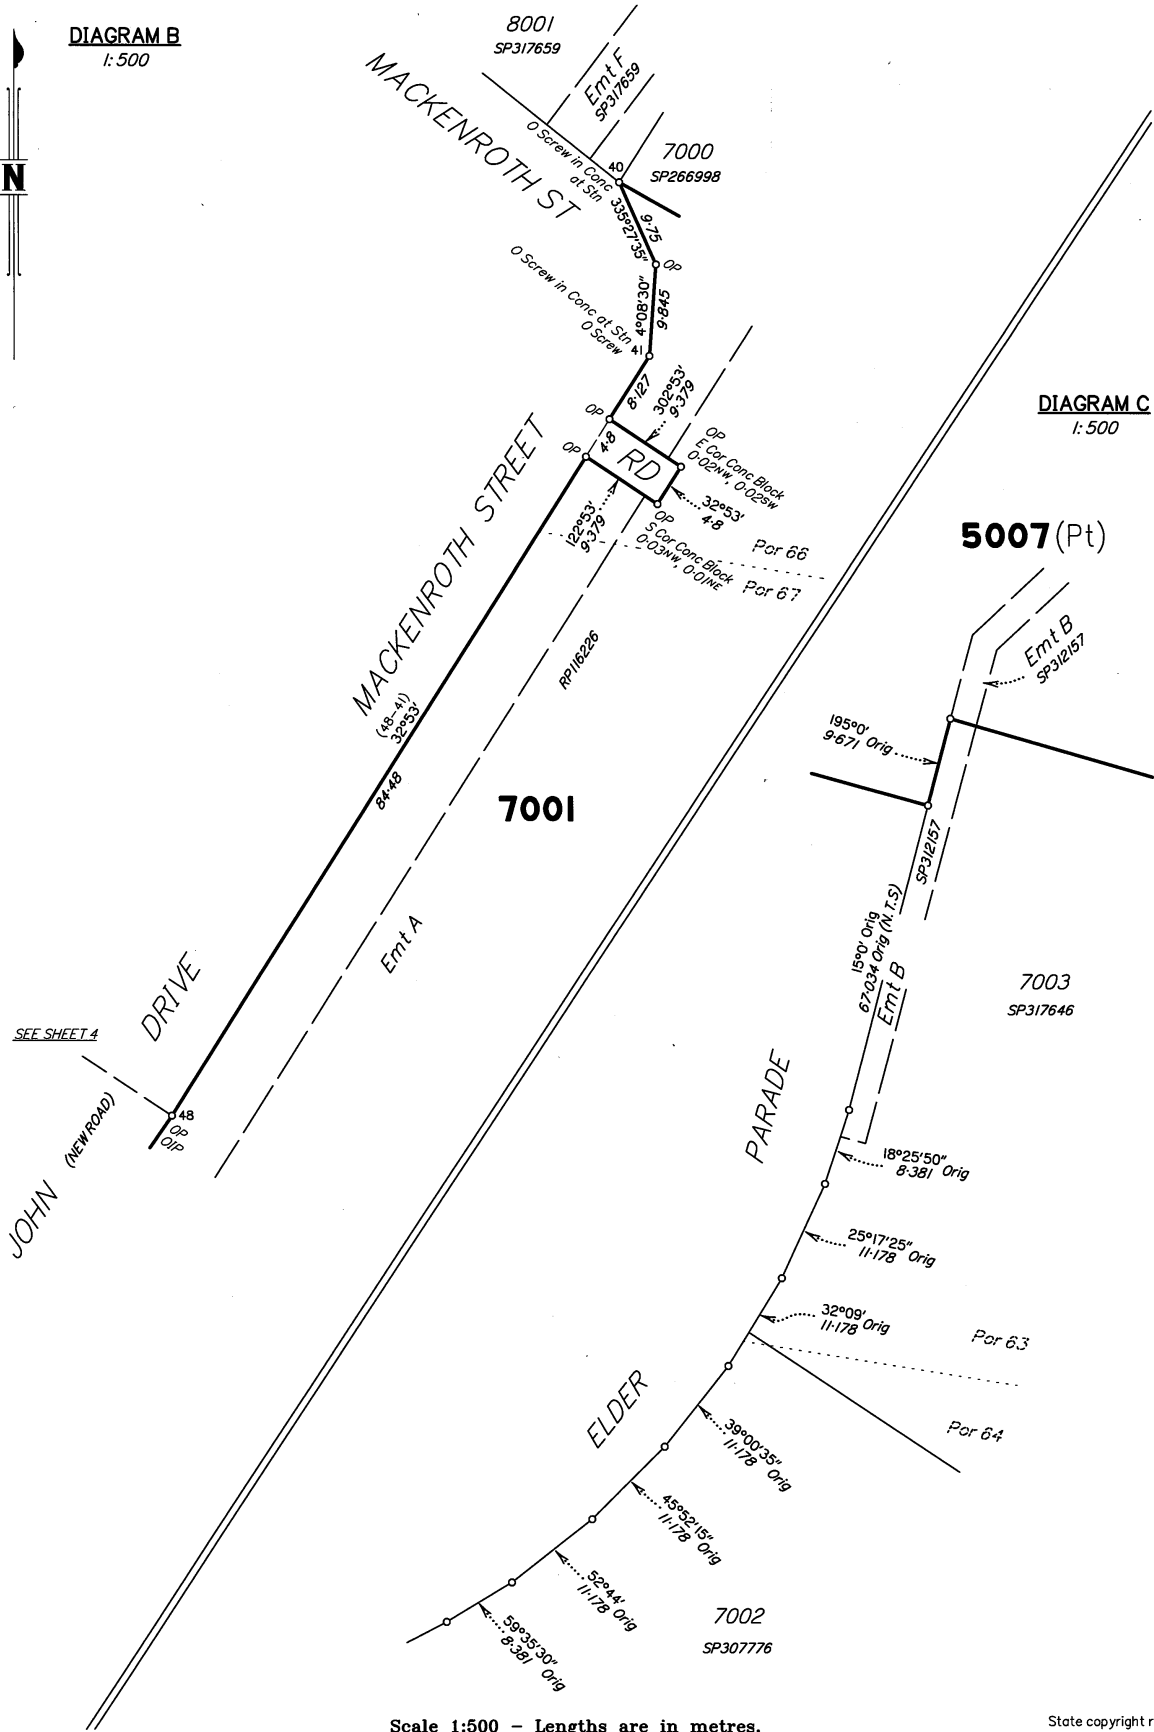 DIAGRAM B
1:500
N
8001
SP317659
Emt F
SP317659
MACKENROTH ST
7000
SP266998
O Screw in Conc
at Stn
40
335°27'35"
9·75
OP
4°08'30"
9·845
O Screw in Conc at Stn
O Screw
41
8·127
302°53'
9·379
OP
4·8
OP
RD
OP
E Cor Conc Block
0·02NW, 0·02SW
32°53'
4·8
122°53'
9·379
OP
S Cor Conc Block
0·03NW, 0·01NE
Por 66
Por 67
MACKENROTH STREET
RP116226
(48-41)
32°53'
84·48
7001
Emt A
DRIVE
SEE SHEET 4
48
OP
OIP
(NEW ROAD)
JOHN
DIAGRAM C
1:500
5007 (Pt)
Emt B
SP312157
195°0' Orig
9·671
SP312157
15°0' Orig
67·034 Orig (N.T.S)
Emt B
7003
SP317646
PARADE
18°25'50"
8·381 Orig
25°17'25"
11·178 Orig
32°09'
11·178 Orig
Por 63
Por 64
ELDER
39°00'35"
11·178 Orig
45°52'15"
11·178 Orig
52°44'
11·178 Orig
59°35'30"
8·381 Orig
7002
SP307776
Scale 1:500 - Lengths are in metres.
State copyright r